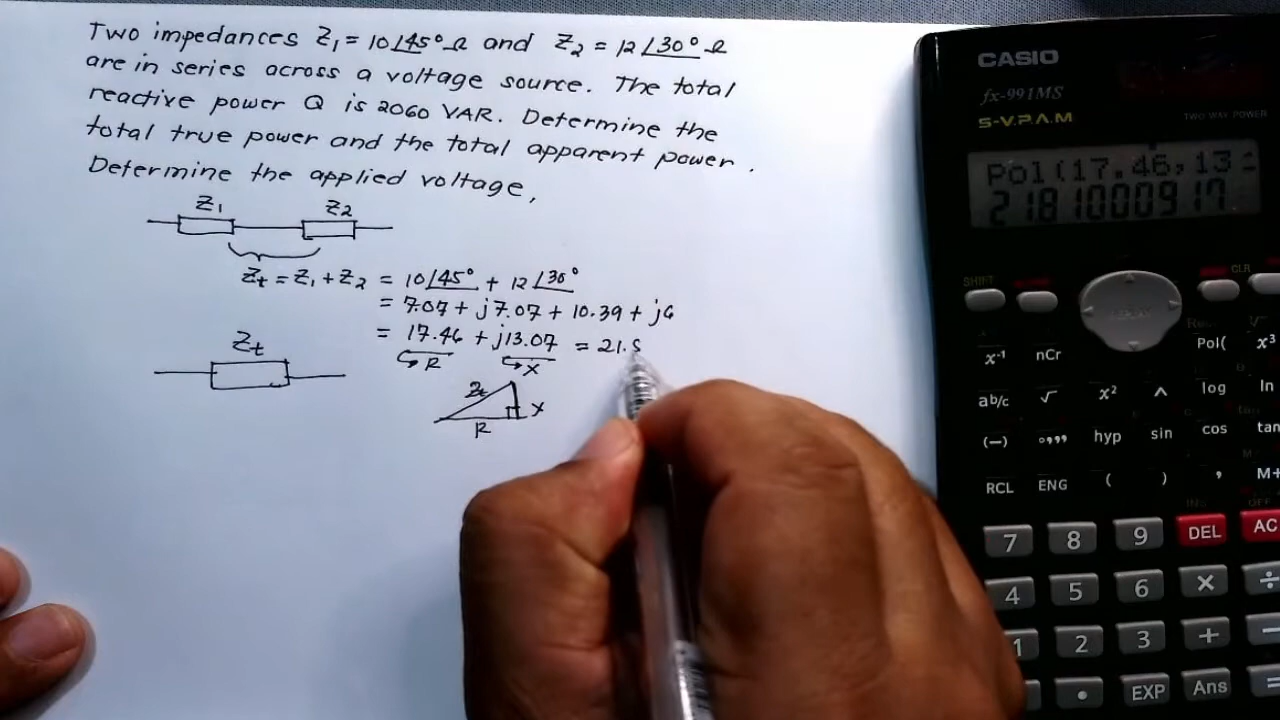 Two impedances Z1 = 10∠45° Ω and Z2 = 12∠30° Ω
are in series across a voltage source. The total
reactive power Q is 2060 VAR. Determine the
total true power and the total apparent power.
Determine the applied voltage,
Z1 Z2
Zt = Z1 + Z2 = 10∠45° + 12∠30°
= 7.07 + j7.07 + 10.39 + j6
= 17.46 + j13.07 = 21.8
R X
Zt
Zt X
R
CASIO
fx-991MS
S-V.P.A.M
TWO WAY POWER
Pol(17.46,13
21.81000917
SHIFT CLR
x⁻¹ nCr Pol( x³
ab/c √ x² ^ log ln
(−) °,,, hyp sin cos tan
RCL ENG ( ) , M+
7 8 9 DEL AC
4 5 6 × ÷
1 2 3 + −
. EXP Ans =